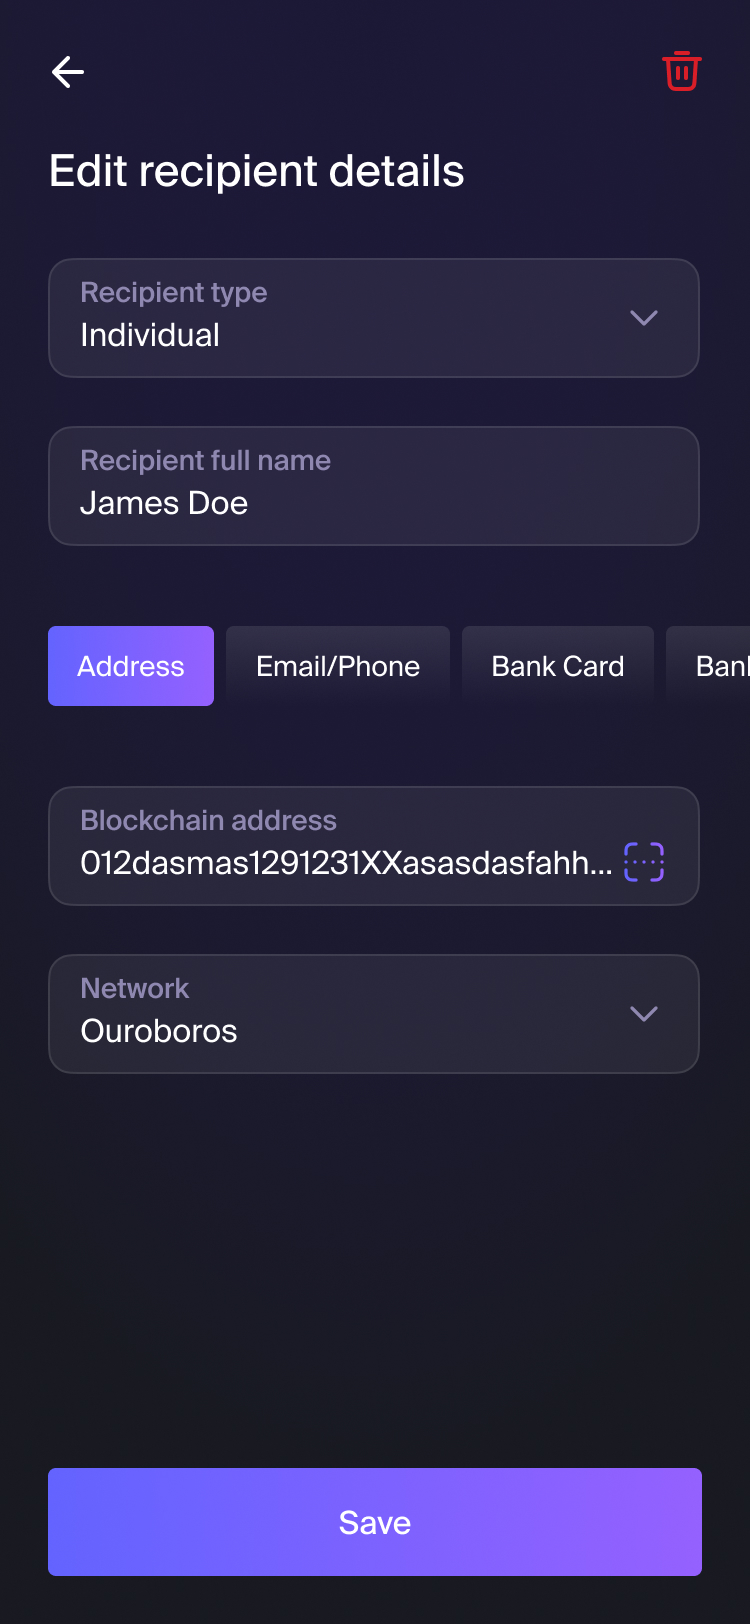 Edit recipient details
Recipient type
Individual
Recipient full name
James Doe
Address Email/Phone Bank Card Ban
Blockchain address
012dasmas1291231XXasasdasfahh...
Network
Ouroboros
Save